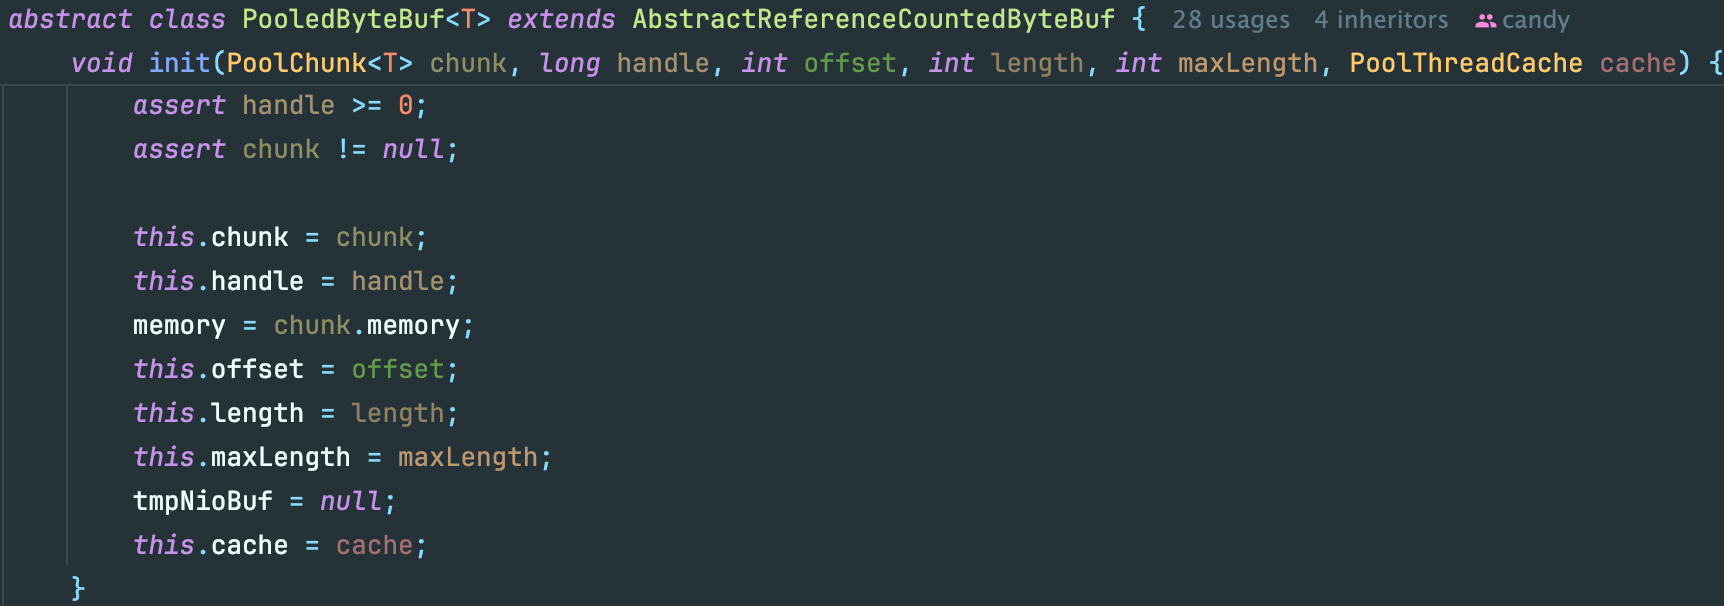 abstract class PooledByteBuf<T> extends AbstractReferenceCountedByteBuf { 28 usages 4 inheritors candy
void init(PoolChunk<T> chunk, long handle, int offset, int length, int maxLength, PoolThreadCache cache) {
assert handle >= 0;
assert chunk != null;
this.chunk = chunk;
this.handle = handle;
memory = chunk.memory;
this.offset = offset;
this.length = length;
this.maxLength = maxLength;
tmpNioBuf = null;
this.cache = cache;
}